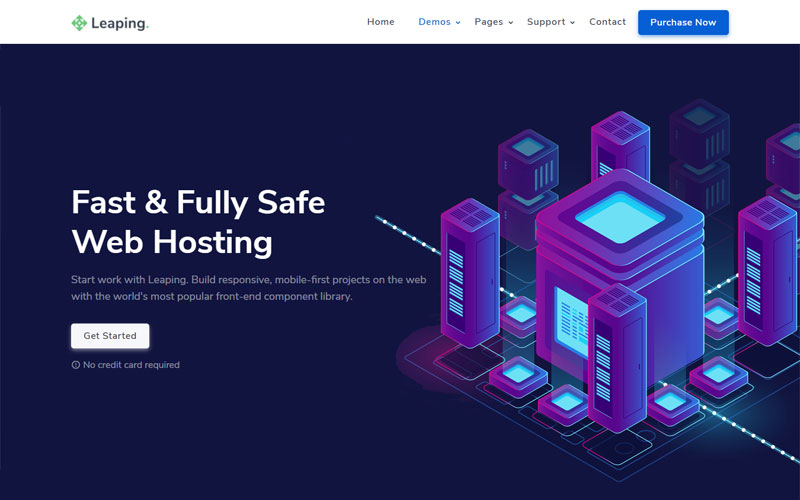 Leaping.
Home
Demos
Pages
Support
Contact
Purchase Now
Fast & Fully Safe
Web Hosting
Start work with Leaping. Build responsive, mobile-first projects on the web
with the world's most popular front-end component library.
Get Started
No credit card required